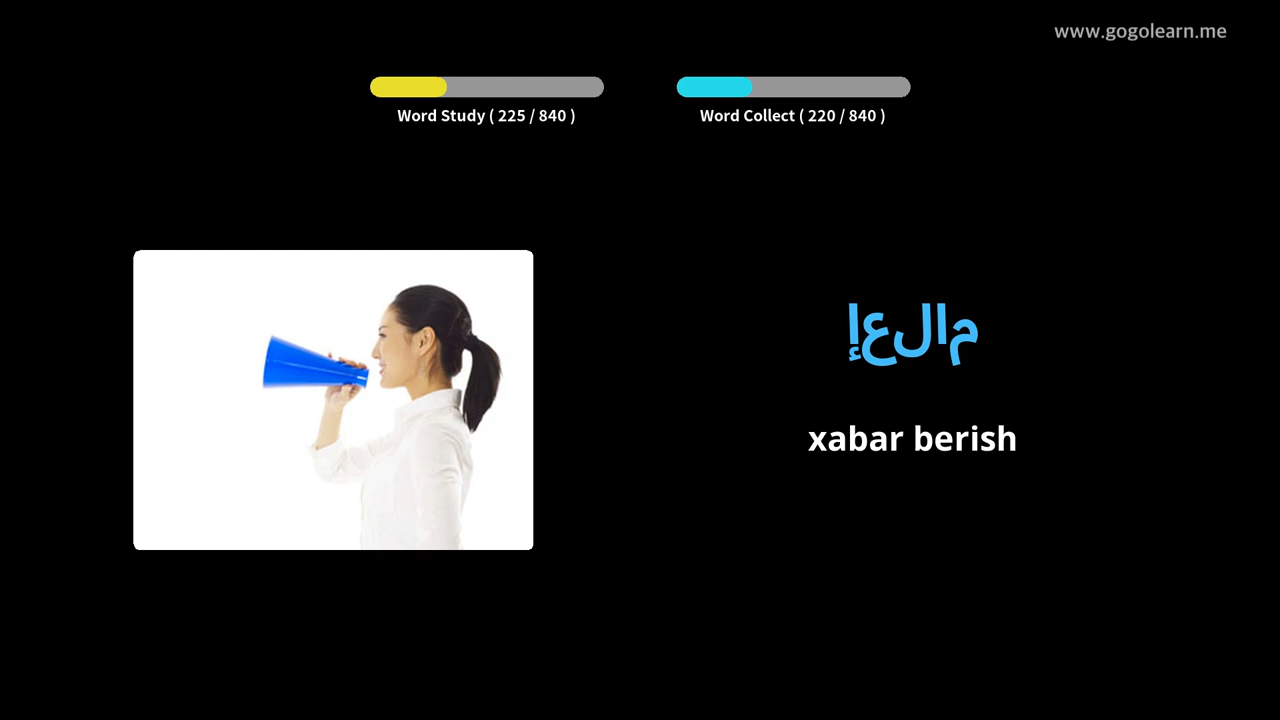 www.gogolearn.me
Word Study ( 225 / 840 )
Word Collect ( 220 / 840 )
إعلام
xabar berish